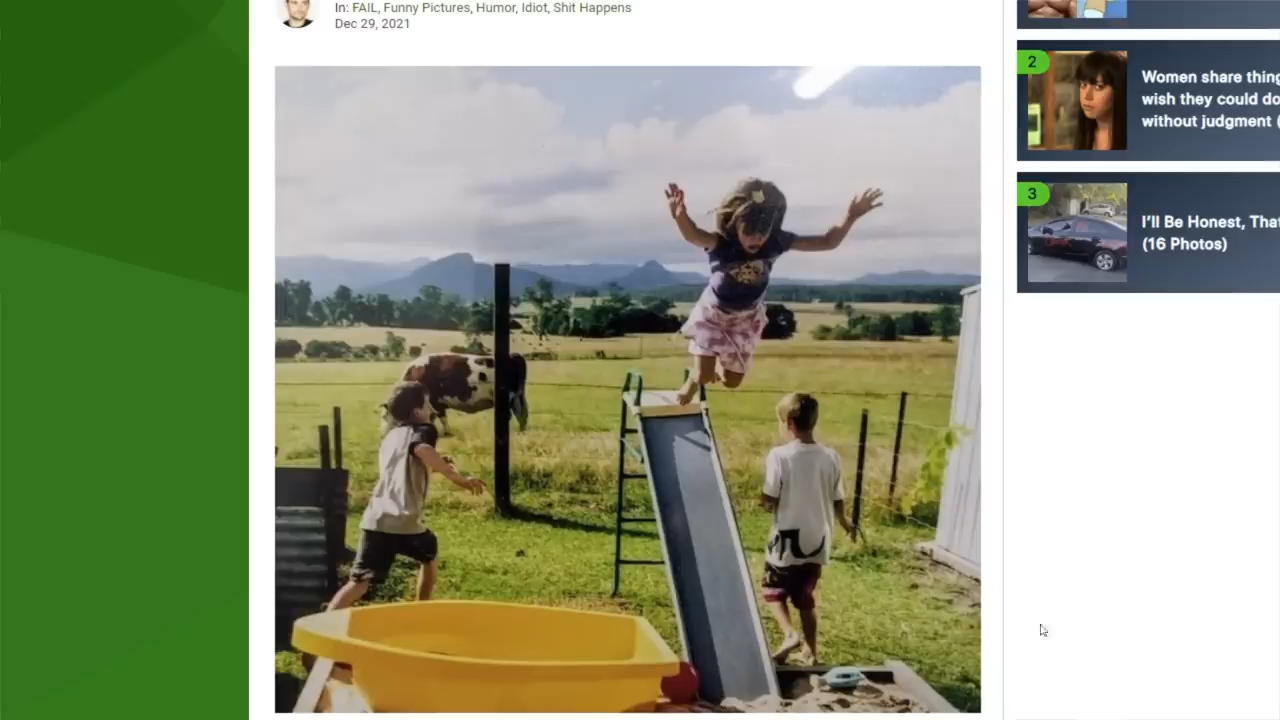 In: FAIL, Funny Pictures, Humor, Idiot, Shit Happens
Dec 29, 2021
2
Women share thing
wish they could do
without judgment (
3
I'll Be Honest, That
(16 Photos)